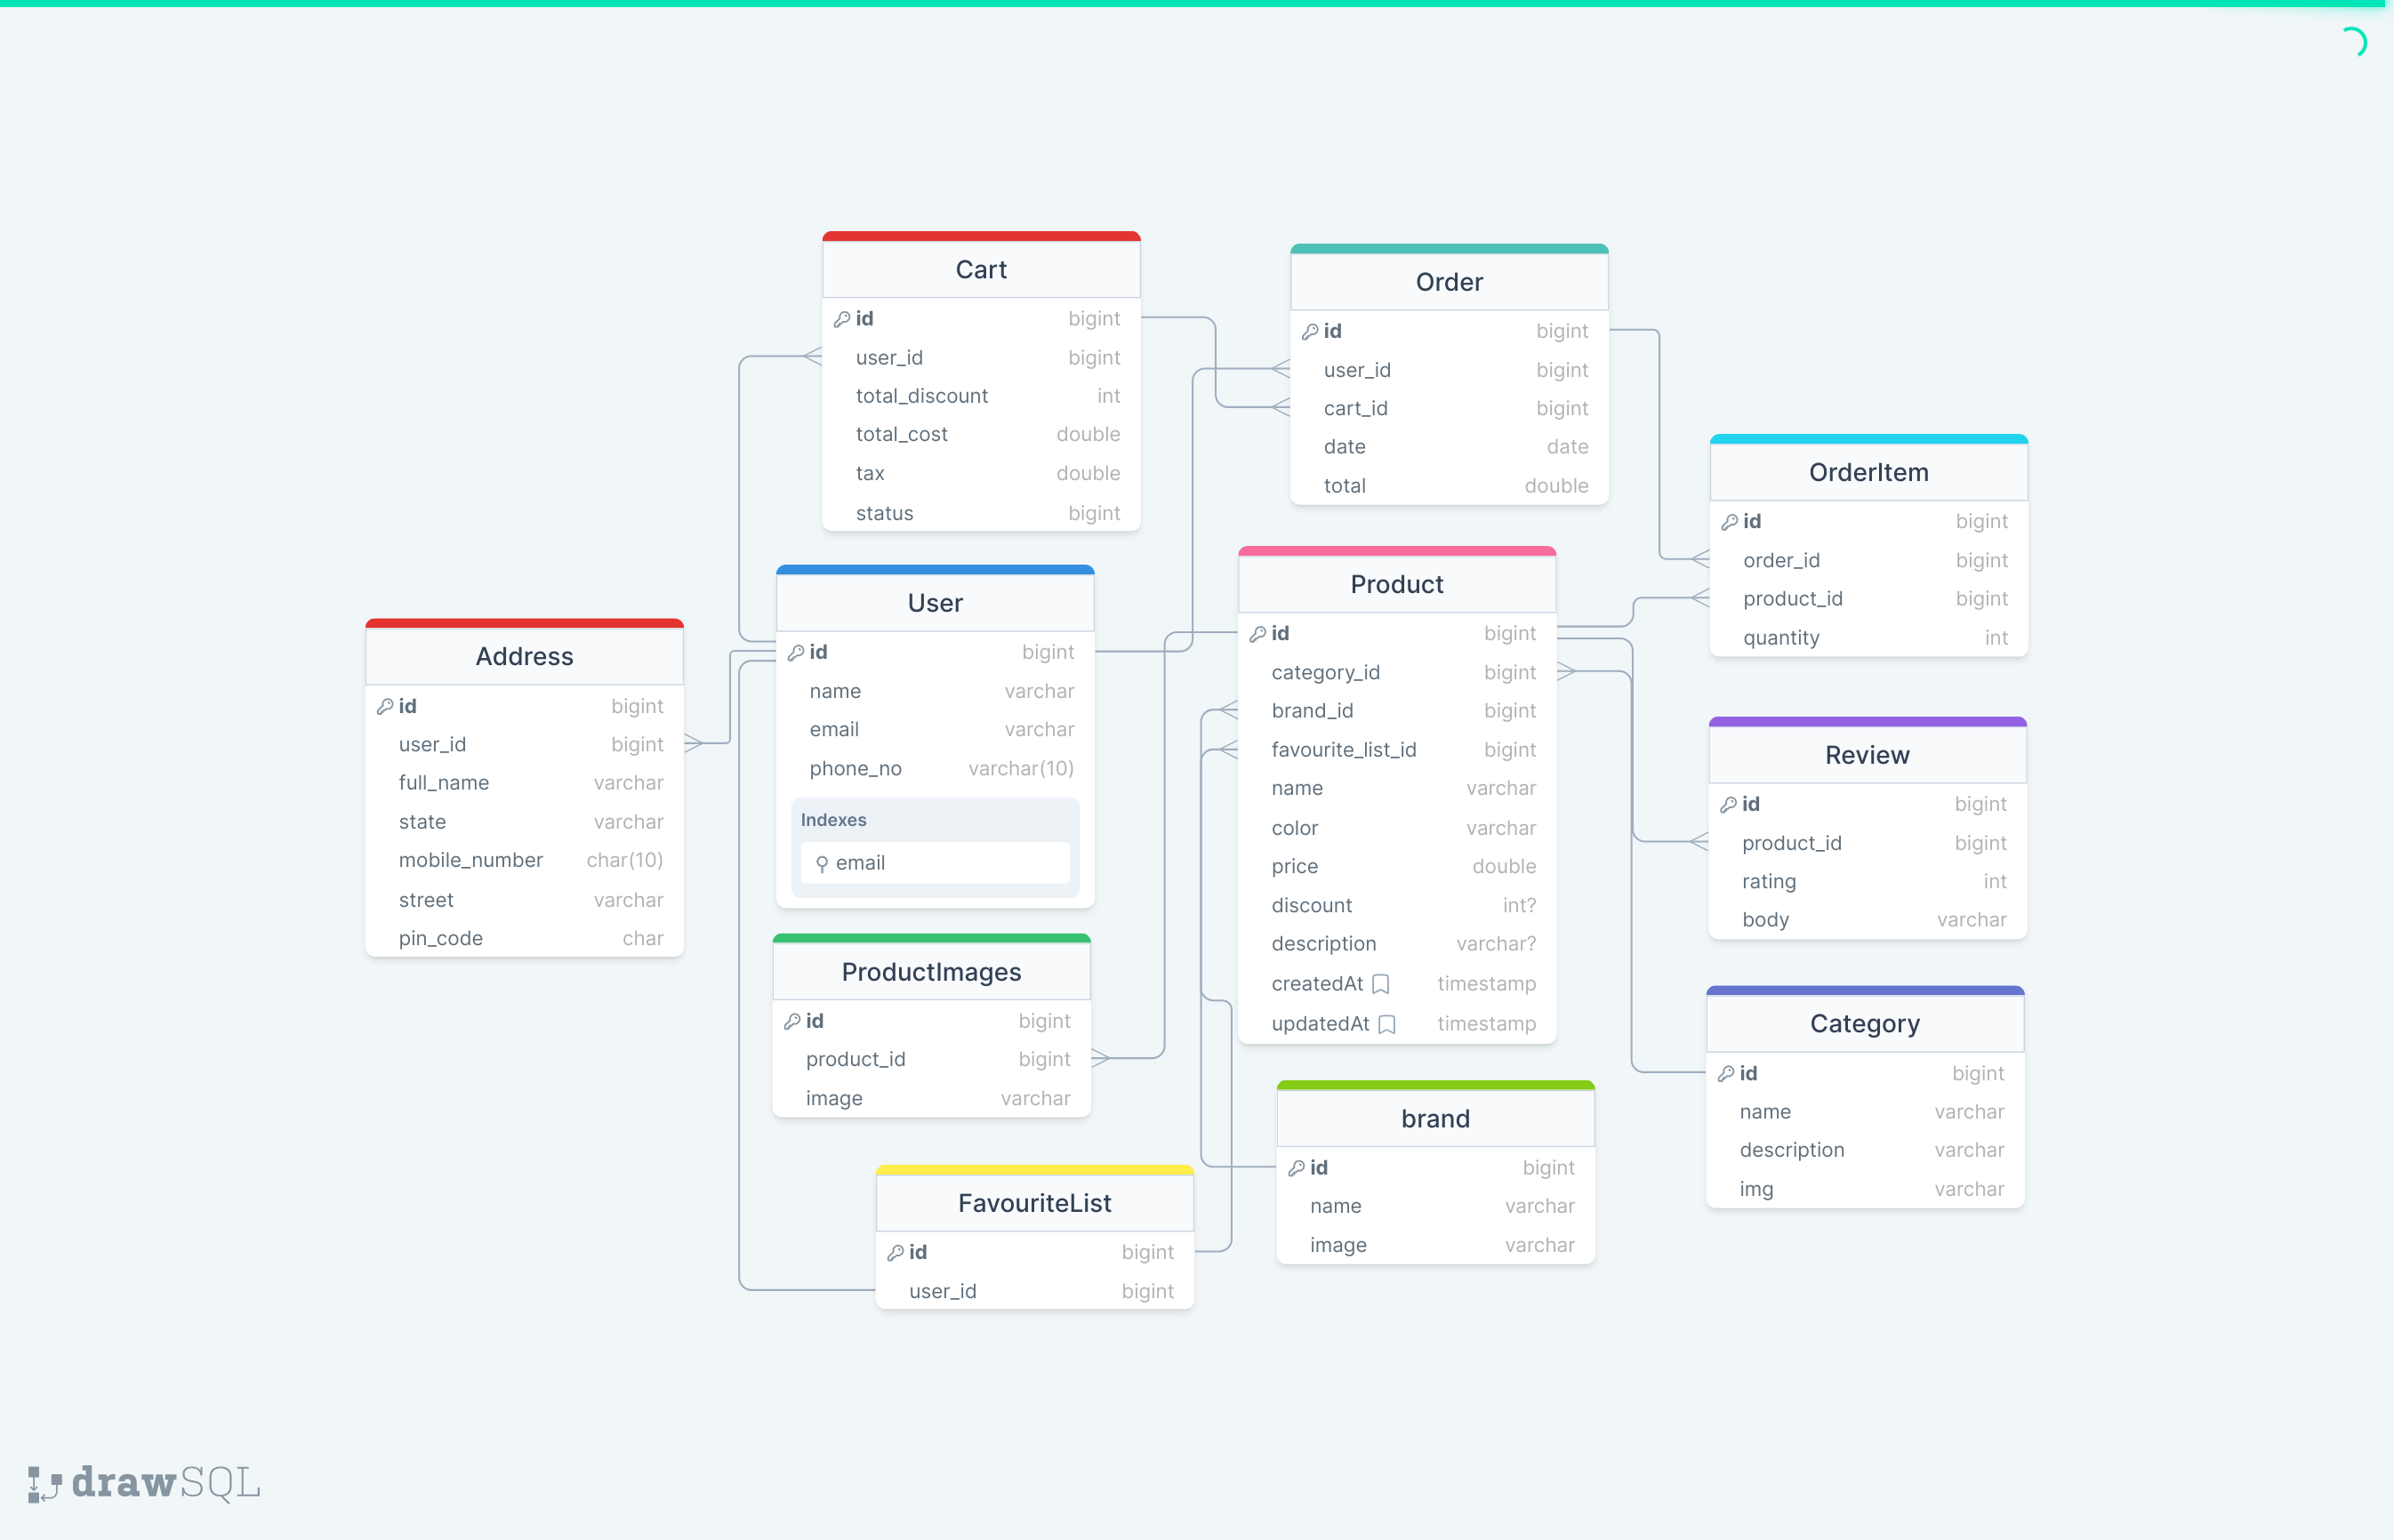 Cart
id bigint
user_id bigint
total_discount int
total_cost double
tax double
status bigint
Order
id bigint
user_id bigint
cart_id bigint
date date
total double
OrderItem
id bigint
order_id bigint
product_id bigint
quantity int
Address
id bigint
user_id bigint
full_name varchar
state varchar
mobile_number char(10)
street varchar
pin_code char
User
id bigint
name varchar
email varchar
phone_no varchar(10)
Indexes
email
Product
id bigint
category_id bigint
brand_id bigint
favourite_list_id bigint
name varchar
color varchar
price double
discount int?
description varchar?
createdAt timestamp
updatedAt timestamp
Review
id bigint
product_id bigint
rating int
body varchar
ProductImages
id bigint
product_id bigint
image varchar
Category
id bigint
name varchar
description varchar
img varchar
brand
id bigint
name varchar
image varchar
FavouriteList
id bigint
user_id bigint
drawSQL